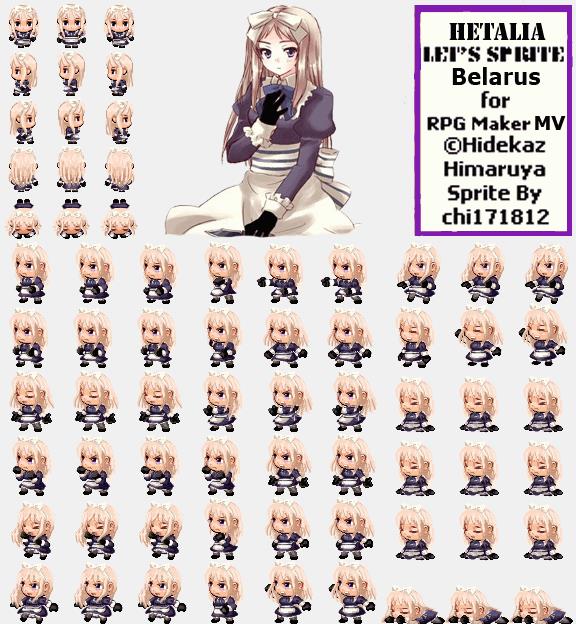 HETALIA
LET'S SPRITE
Belarus
for
RPG Maker MV
©Hidekaz
Himaruya
Sprite By
chi171812